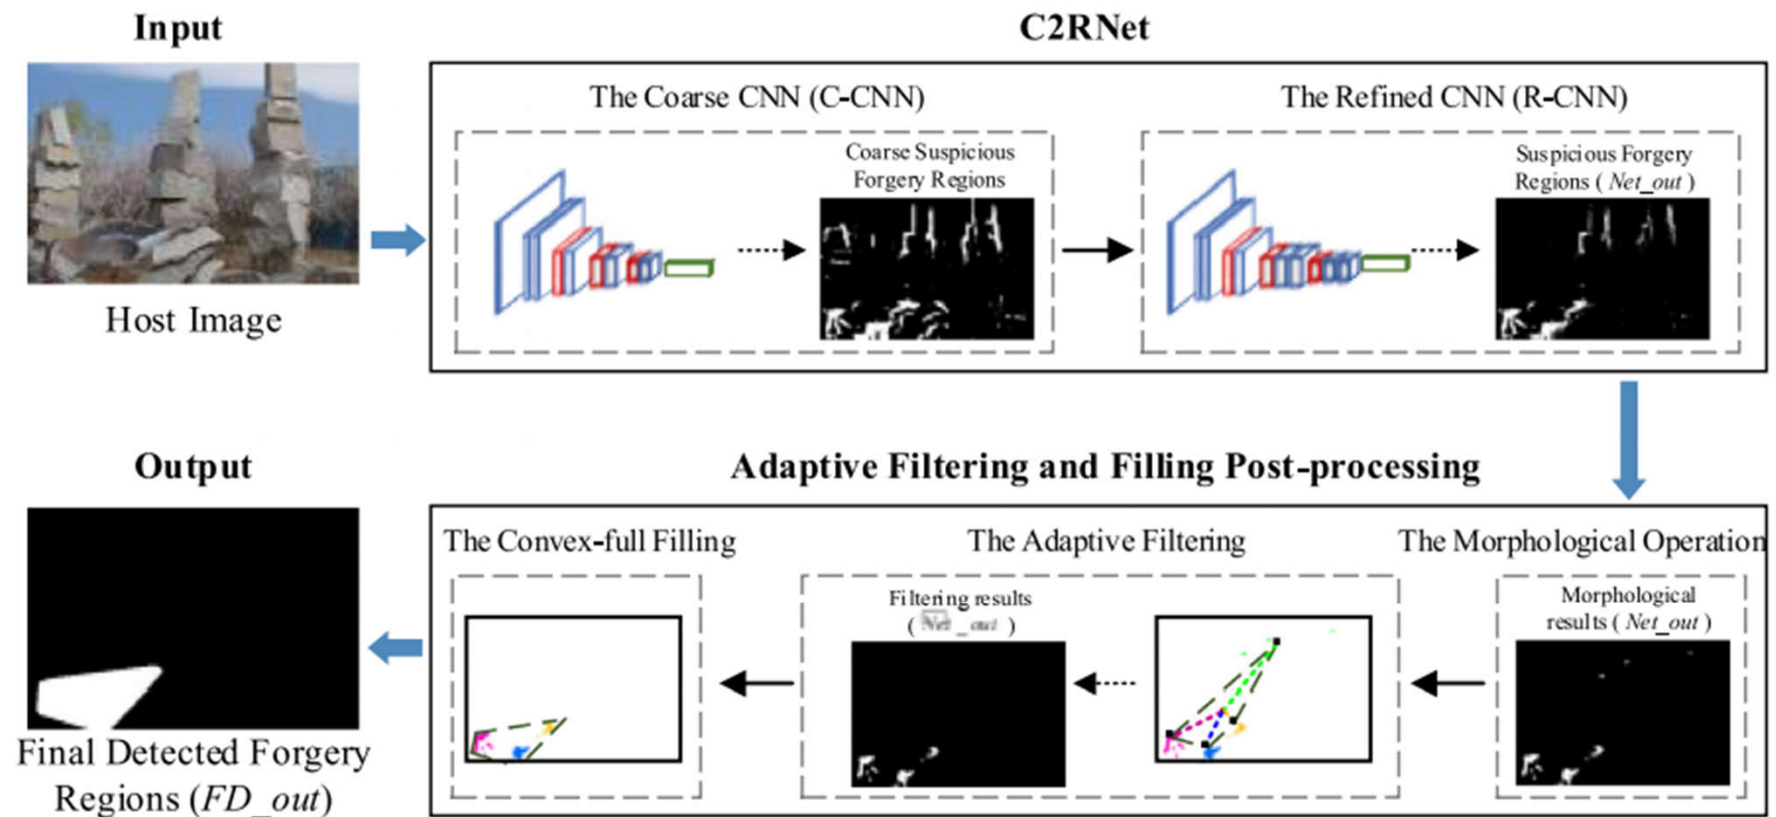 Input
C2RNet
The Coarse CNN (C-CNN)
The Refined CNN (R-CNN)
Coarse Suspicious
Forgery Regions
Suspicious Forgery
Regions ( Net_out )
Host Image
Output
Adaptive Filtering and Filling Post-processing
The Convex-full Filling
The Adaptive Filtering
The Morphological Operation
Filtering results
( Net_out )
Morphological
results ( Net_out )
Final Detected Forgery
Regions (FD_out)